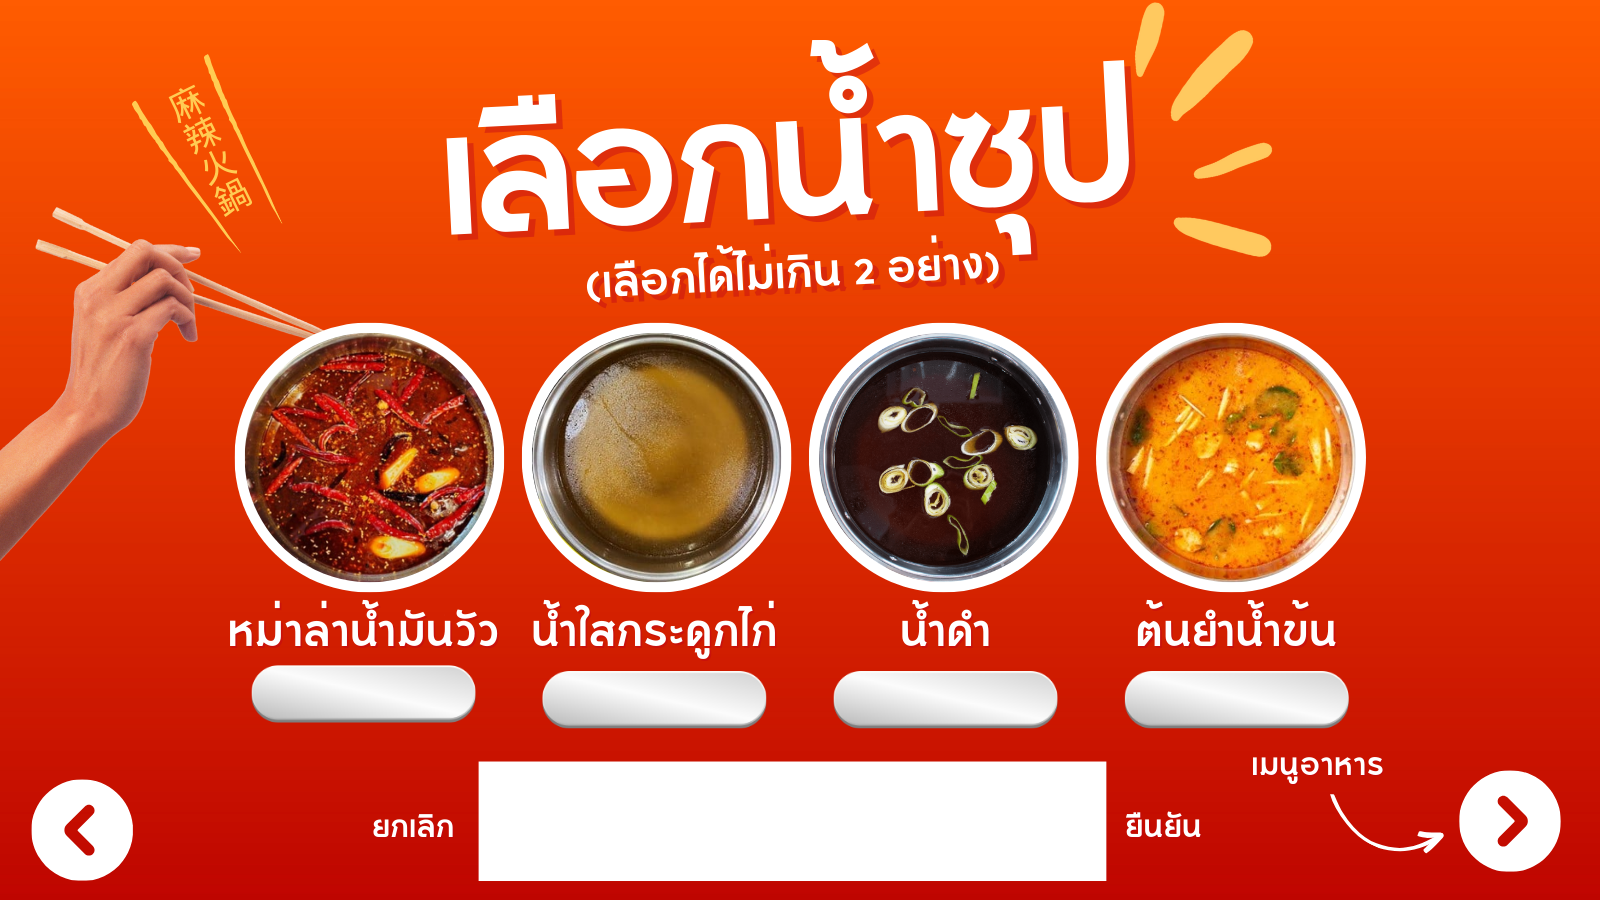 麻辣火鍋
เลือกน้ำซุป
(เลือกได้ไม่เกิน 2 อย่าง)
หม่าล่าน้ำมันวัว
น้ำใสกระดูกไก่
น้ำดำ
ต้นยำน้ำข้น
เมนูอาหาร
ยกเลิก
ยืนยัน